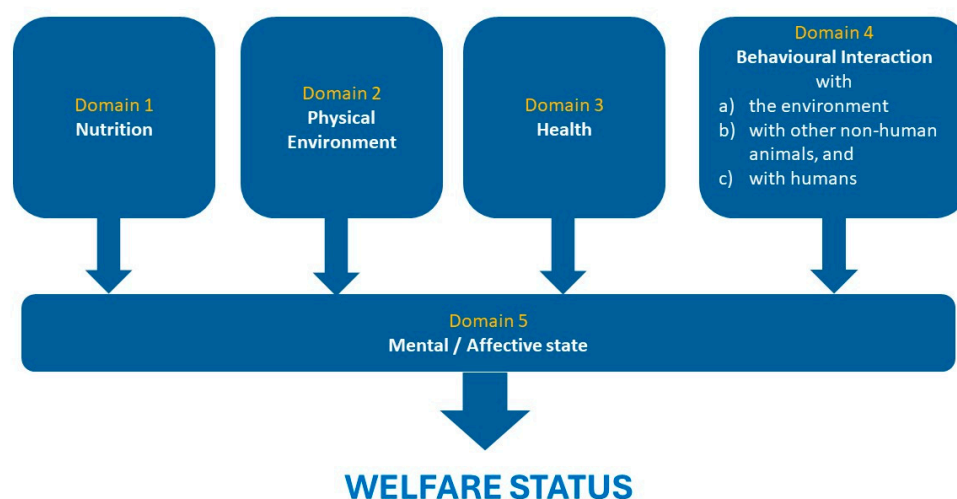 Domain 1
Nutrition
Domain 2
Physical
Environment
Domain 3
Health
Domain 4
Behavioural Interaction
with
a) the environment
b) with other non-human
animals, and
c) with humans
Domain 5
Mental / Affective state
WELFARE STATUS